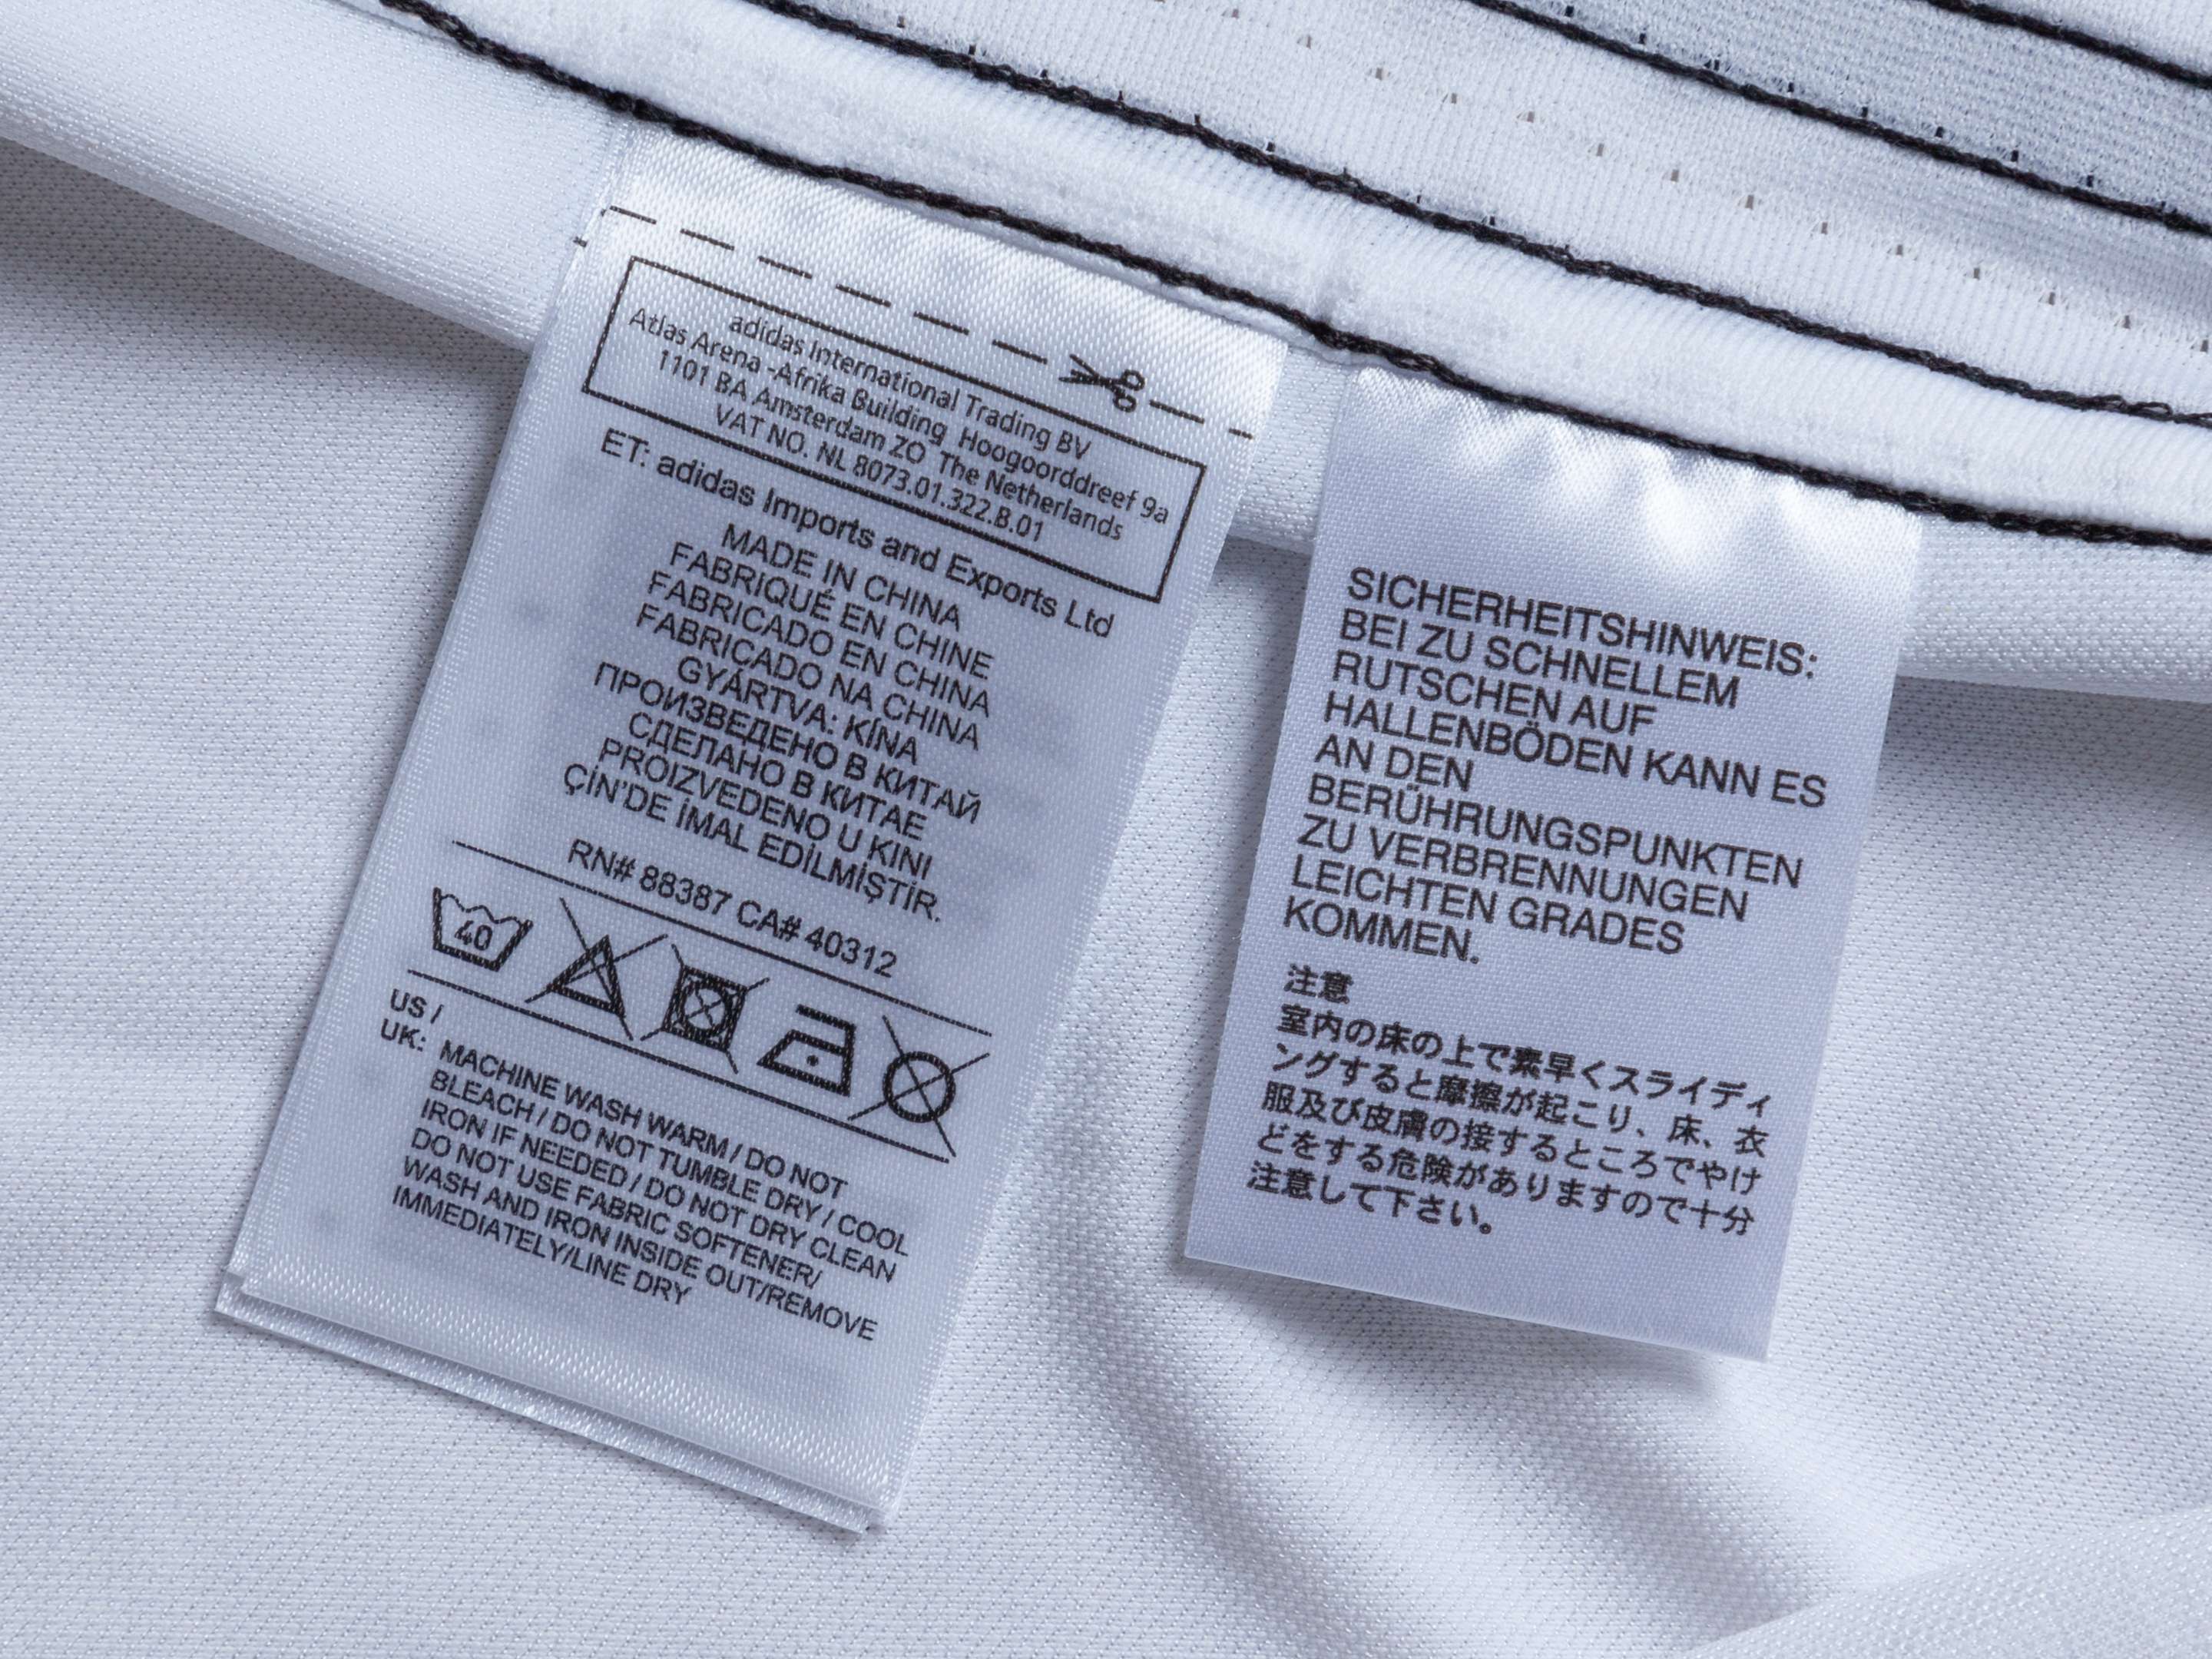 adidas International Trading BV
Atlas Arena -Afrika Building Hoogoorddreef 9a
1101 BA Amsterdam ZO The Netherlands
VAT NO. NL 8073.01.322.B.01
ET: adidas Imports and Exports Ltd
MADE IN CHINA
FABRIQUÉ EN CHINE
FABRICADO EN CHINA
FABRICADO NA CHINA
GYÁRTVA: KÍNA
ПРОИЗВЕДЕНО В КИТАЙ
СДЕЛАНО В КИТАЕ
PROIZVEDENO U KINI
ÇİN'DE İMAL EDİLMİŞTİR.
RN# 88387 CA# 40312
40
US /
UK: MACHINE WASH WARM / DO NOT
BLEACH / DO NOT TUMBLE DRY / COOL
IRON IF NEEDED / DO NOT DRY CLEAN
DO NOT USE FABRIC SOFTENER/
WASH AND IRON INSIDE OUT/REMOVE
IMMEDIATELY/LINE DRY
SICHERHEITSHINWEIS:
BEI ZU SCHNELLEM
RUTSCHEN AUF
HALLENBÖDEN KANN ES
AN DEN
BERÜHRUNGSPUNKTEN
ZU VERBRENNUNGEN
LEICHTEN GRADES
KOMMEN.
注意
室内の床の上で素早くスライディ
ングすると摩擦が起こり、床、衣
服及び皮膚の接するところでやけ
どをする危険がありますので十分
注意して下さい。